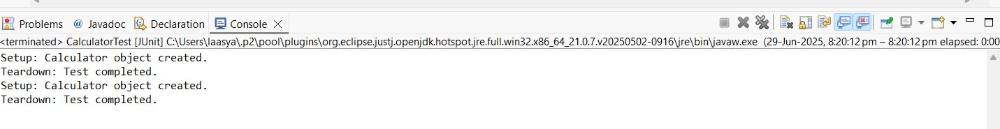 Problems Javadoc Declaration Console
<terminated> CalculatorTest [JUnit] C:\Users\laasya\.p2\pool\plugins\org.eclipse.justj.openjdk.hotspot.jre.full.win32.x86_64_21.0.7.v20250502-0916\jre\bin\javaw.exe (29-Jun-2025, 8:20:12 pm – 8:20:12 pm elapsed: 0:00
Setup: Calculator object created.
Teardown: Test completed.
Setup: Calculator object created.
Teardown: Test completed.